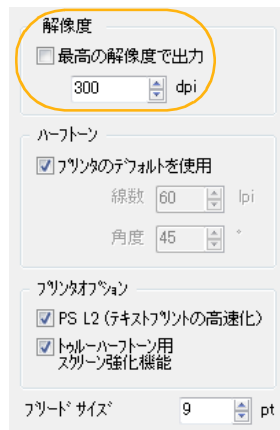 解像度
最高の解像度で出力
300 dpi
ハーフトーン
プリンタのデフォルトを使用
線数 60 lpi
角度 45 °
プリンタオプション
PS L2 (テキストプリントの高速化)
トゥルーハーフトーン用
スクリーン強化機能
ブリード サイズ 9 pt